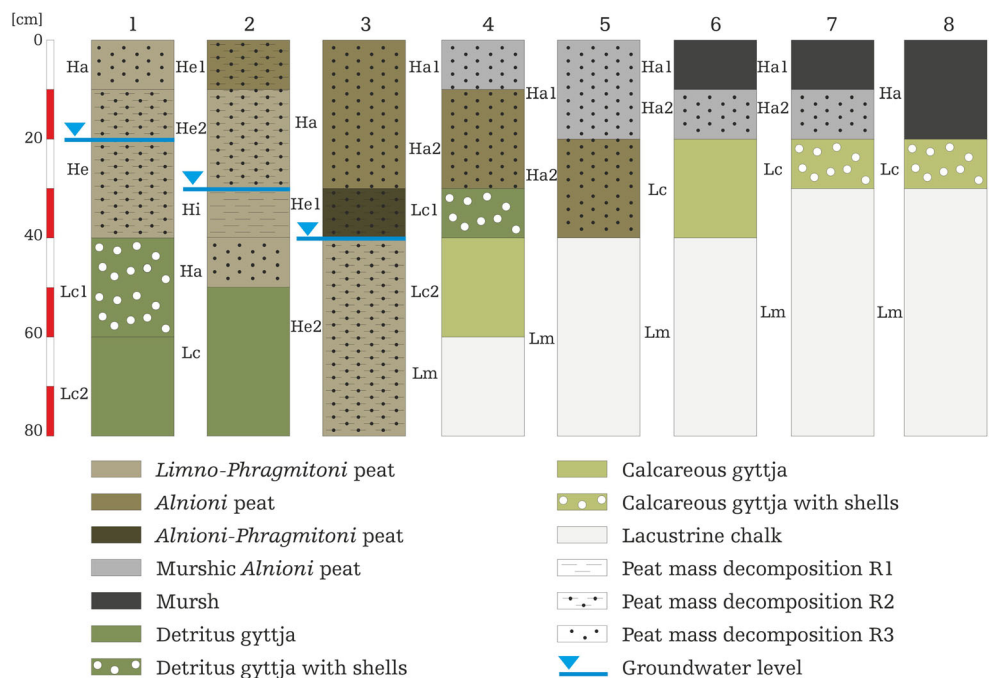 [cm] 1 2 3 4 5 6 7 8
0
20
40
60
80
Ha
He
Lc1
Lc2
He1
He2
Hi
Ha
Lc
Ha
He1
He2
Ha1
Ha2
Lc1
Lc2
Lm
Ha1
Ha2
Lm
Ha1
Ha2
Lc
Lm
Ha1
Ha2
Lc
Lm
Ha
Lc
Lm
Limno-Phragmitoni peat
Alnioni peat
Alnioni-Phragmitoni peat
Murshic Alnioni peat
Mursh
Detritus gyttja
Detritus gyttja with shells
Calcareous gyttja
Calcareous gyttja with shells
Lacustrine chalk
Peat mass decomposition R1
Peat mass decomposition R2
Peat mass decomposition R3
Groundwater level